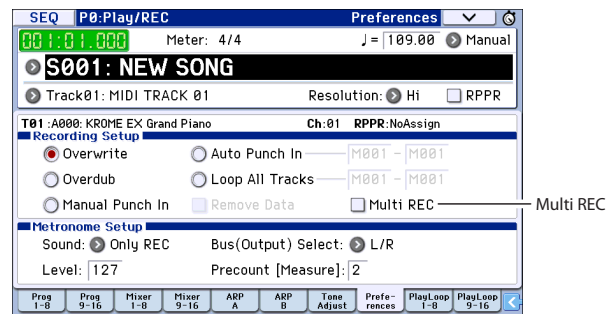 SEQ P0:Play/REC Preferences
001:01.000 Meter: 4/4 ♩= 109.00 Manual
S001: NEW SONG
Track01: MIDI TRACK 01 Resolution: Hi RPPR
T01 :A000: KROME EX Grand Piano Ch:01 RPPR:NoAssign
Recording Setup
Overwrite Auto Punch In M001 - M001
Overdub Loop All Tracks M001 - M001
Manual Punch In Remove Data Multi REC Multi REC
Metronome Setup
Sound: Only REC Bus(Output) Select: L/R
Level: 127 Precount [Measure]: 2
Prog 1-8 Prog 9-16 Mixer 1-8 Mixer 9-16 ARP A ARP B Tone Adjust Prefe-rences PlayLoop 1-8 PlayLoop 9-16